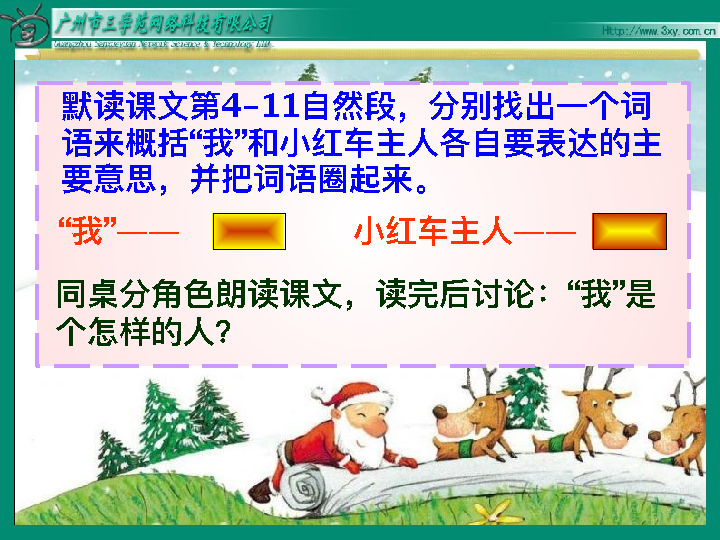 广州市三学苑网络科技有限公司
Guangzhou Sanxueyuan Network Science & Technology LTD.
Http://www.3xy.com.cn
默读课文第4-11自然段，分别找出一个词
语来概括“我”和小红车主人各自要表达的主
要意思，并把词语圈起来。
“我”—— 小红车主人——
同桌分角色朗读课文，读完后讨论：“我”是
个怎样的人？